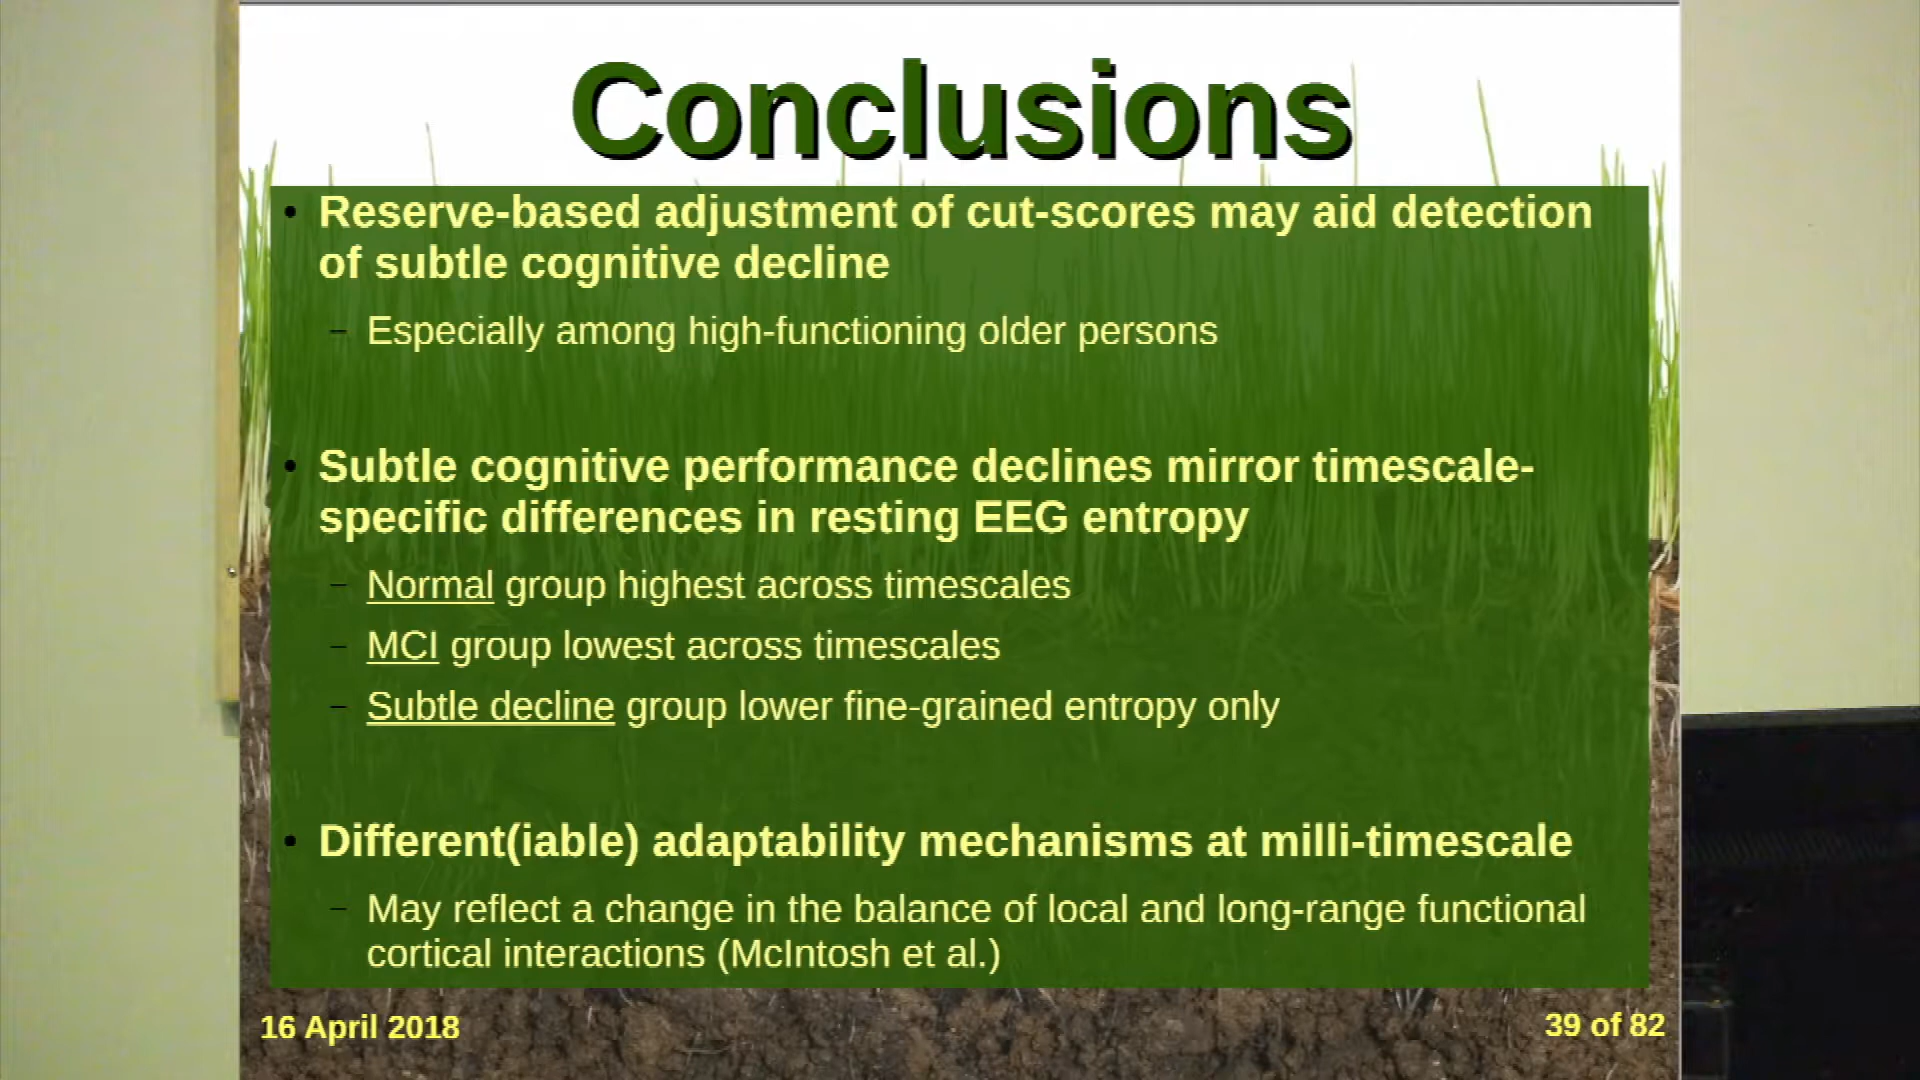 Conclusions
• Reserve-based adjustment of cut-scores may aid detection
of subtle cognitive decline
– Especially among high-functioning older persons
• Subtle cognitive performance declines mirror timescale-
specific differences in resting EEG entropy
– Normal group highest across timescales
– MCI group lowest across timescales
– Subtle decline group lower fine-grained entropy only
• Different(iable) adaptability mechanisms at milli-timescale
– May reflect a change in the balance of local and long-range functional
cortical interactions (McIntosh et al.)
16 April 2018
39 of 82